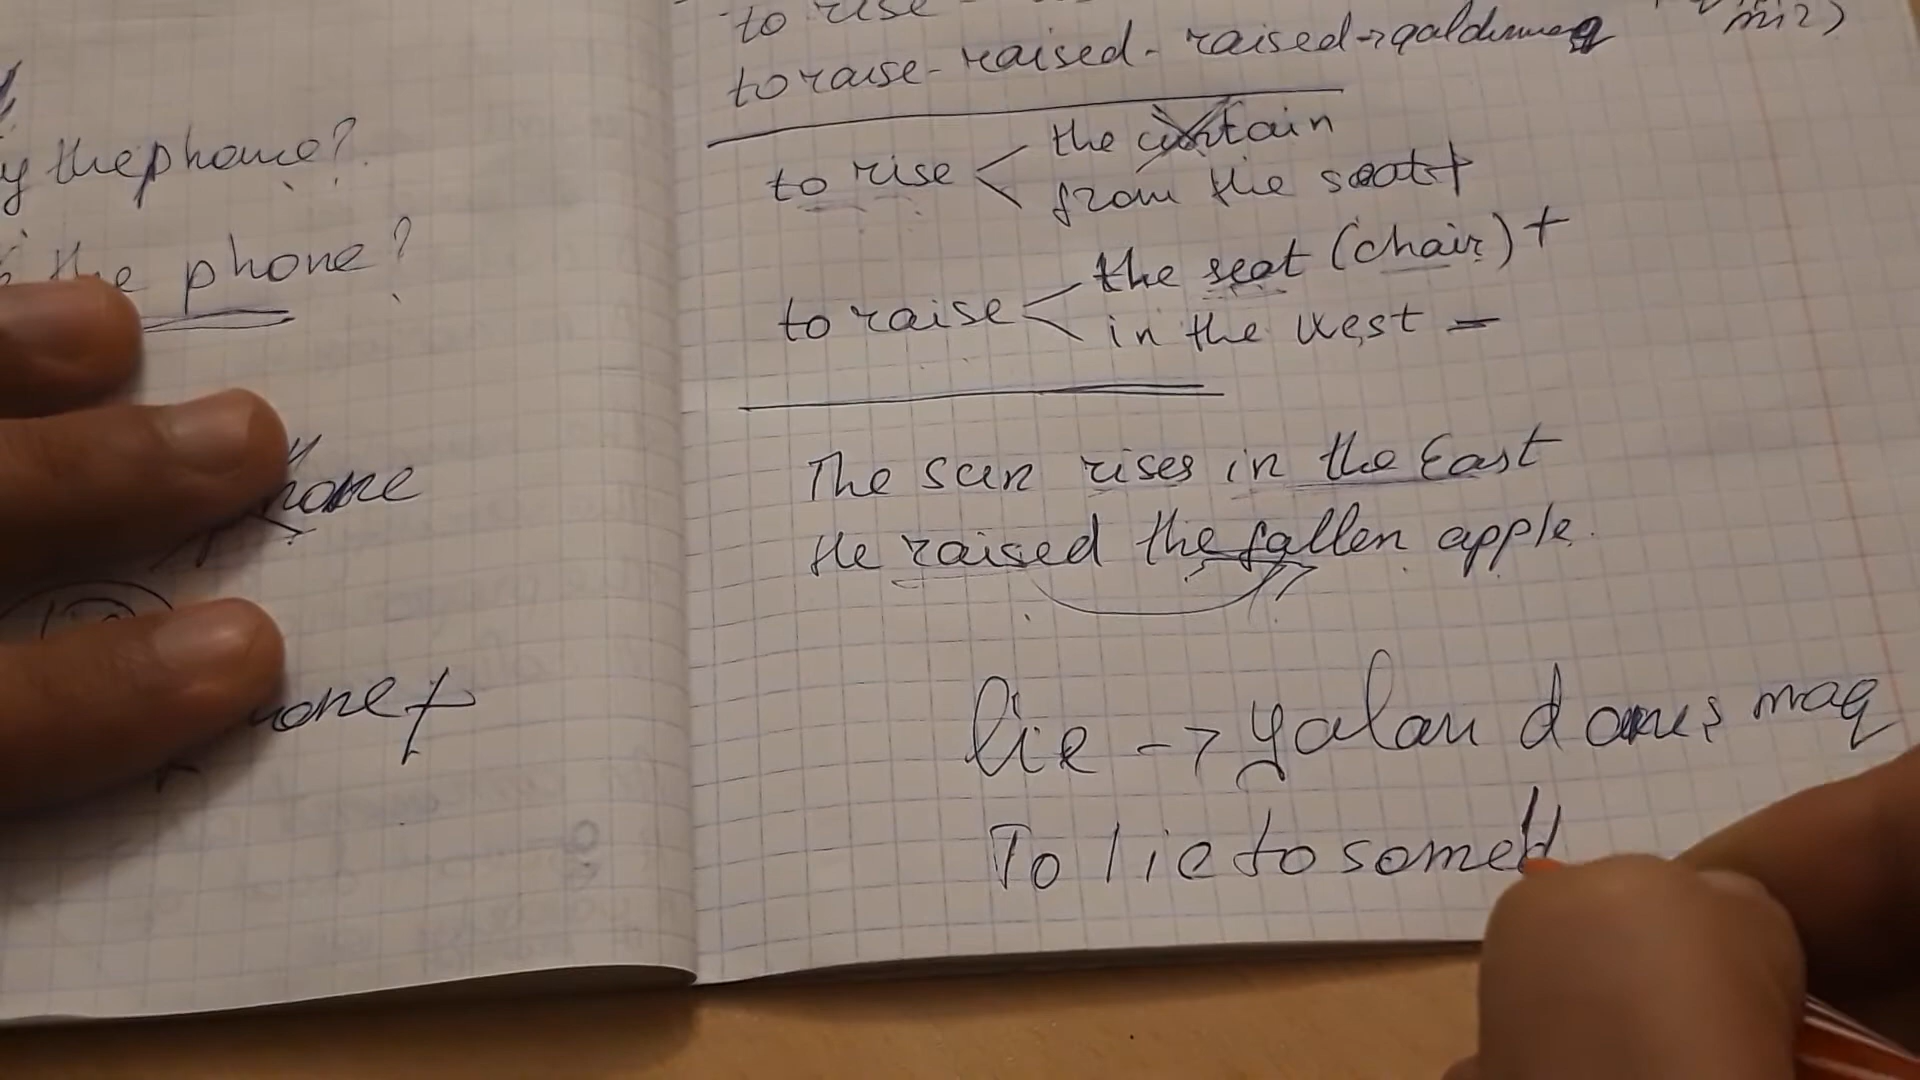 y the phone?
the phone?
to rise
to raise - raised - raised → qaldırmaq
to rise < the curtain
from the seat +
to raise < the seat (chair) +
in the west -
The sun rises in the East
He raised the fallen apple.
lie → yalan danışmaq
To lie to someb